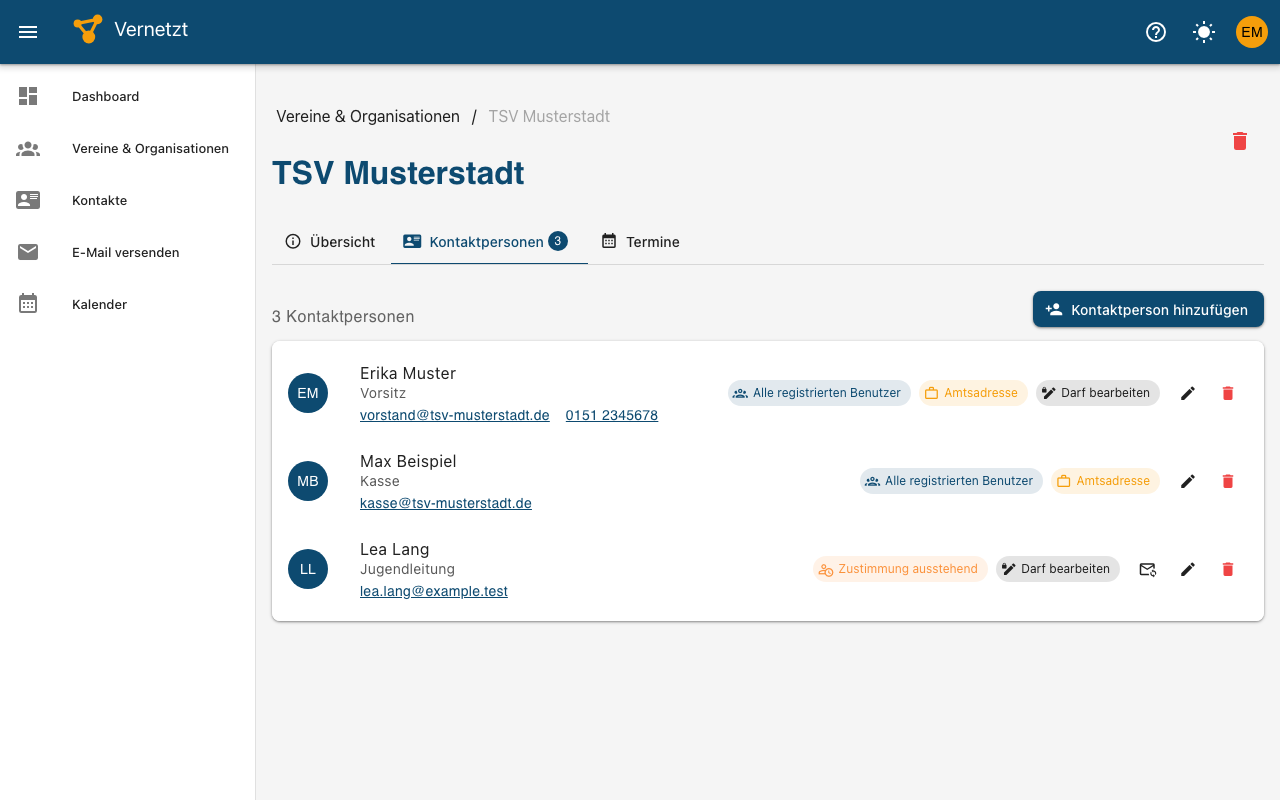 Vernetzt
EM
Dashboard
Vereine & Organisationen
Kontakte
E-Mail versenden
Kalender
Vereine & Organisationen / TSV Musterstadt
TSV Musterstadt
Übersicht
Kontaktpersonen 3
Termine
3 Kontaktpersonen
Kontaktperson hinzufügen
EM
Erika Muster
Vorsitz
vorstand@tsv-musterstadt.de 0151 2345678
Alle registrierten Benutzer
Amtsadresse
Darf bearbeiten
MB
Max Beispiel
Kasse
kasse@tsv-musterstadt.de
Alle registrierten Benutzer
Amtsadresse
LL
Lea Lang
Jugendleitung
lea.lang@example.test
Zustimmung ausstehend
Darf bearbeiten